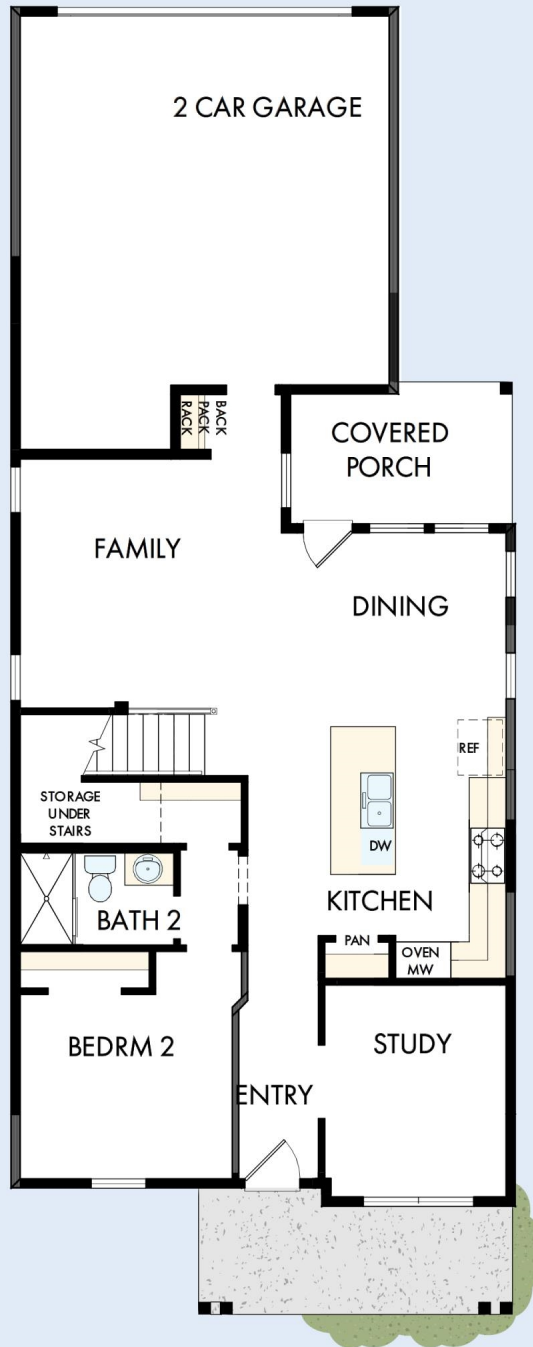 2 CAR GARAGE
BACK
PACK
RACK
COVERED
PORCH
FAMILY
DINING
REF
STORAGE
UNDER
STAIRS
DW
BATH 2
KITCHEN
PAN
OVEN
MW
BEDRM 2
STUDY
ENTRY